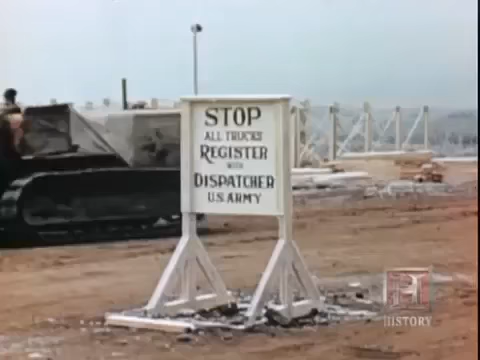 STOP
ALL TRUCKS
REGISTER
WITH
DISPATCHER
U.S. ARMY
H
HISTORY